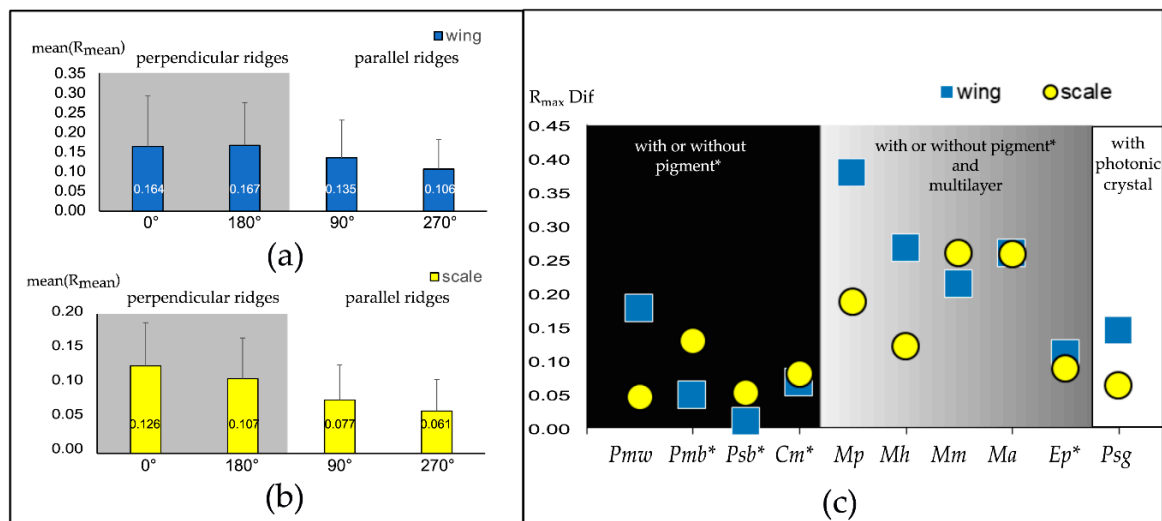 (a)
wing
mean(Rmean)
perpendicular ridges
parallel ridges
0.35
0.30
0.25
0.20
0.15
0.10
0.05
0.00
0.164
0.167
0.135
0.106
0° 180° 90° 270°
(a)
(b)
scale
mean(Rmean)
perpendicular ridges
parallel ridges
0.20
0.15
0.10
0.05
0.00
0.126
0.107
0.077
0.061
0° 180° 90° 270°
(b)
(c)
Rmax Dif
wing
scale
0.45
0.40
0.35
0.30
0.25
0.20
0.15
0.10
0.05
0.00
with or without
pigment*
with or without pigment*
and
multilayer
with
photonic
crystal
Pmw Pmb* Psb* Cm* Mp Mh Mm Ma Ep* Psg
(c)